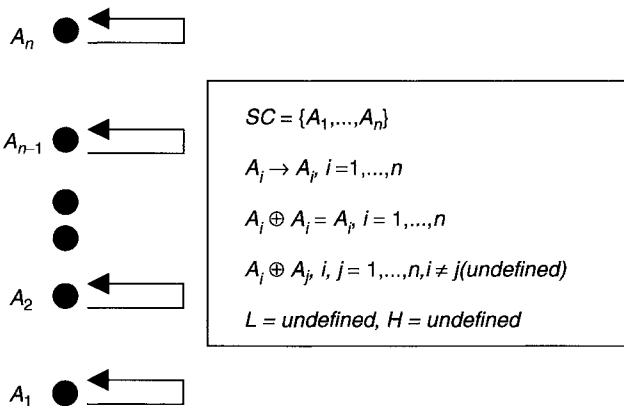 A_n
A_{n–1}
A_2
A_1
SC = {A_1,...,A_n}
A_i → A_i, i =1,...,n
A_i ⊕ A_i = A_i, i = 1,...,n
A_i ⊕ A_j, i, j = 1,...,n,i ≠ j(undefined)
L = undefined, H = undefined